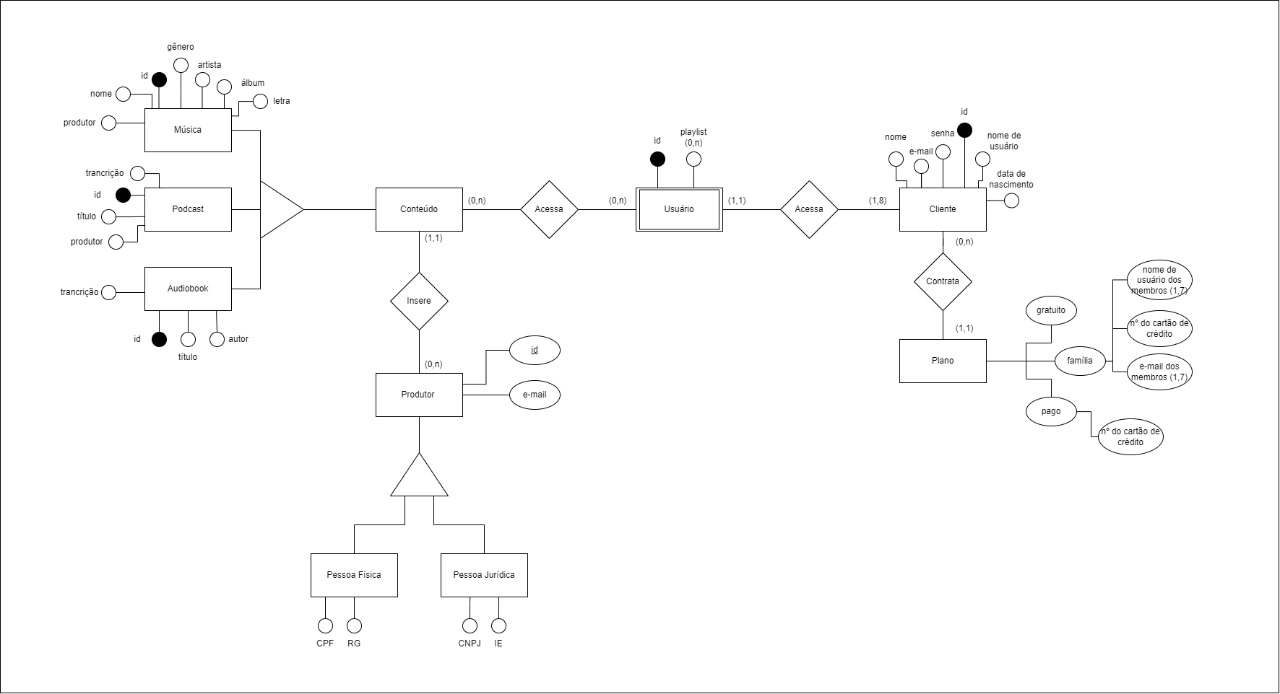 gênero
id
artista
álbum
nome
letra
produtor
Música
trancrição
id
Podcast
título
produtor
Audiobook
trancrição
id
título
autor
Conteúdo
(0,n)
Acessa
(0,n)
(1,1)
id
playlist
(0,n)
Usuário
(1,1)
Acessa
(1,8)
id
nome
senha
e-mail
nome de
usuário
data de
nascimento
Cliente
(0,n)
Contrata
(1,1)
Plano
gratuito
família
pago
nome de
usuário dos
membros (1,7)
nº do cartão de
crédito
e-mail dos
membros (1,7)
nº do cartão de
crédito
Insere
(0,n)
Produtor
id
e-mail
Pessoa Física
Pessoa Jurídica
CPF
RG
CNPJ
IE